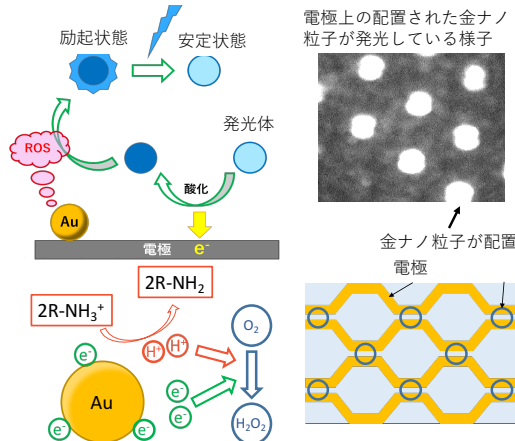 励起状態
安定状態
ROS
発光体
酸化
Au
電極
e-
電極上の配置された金ナノ
粒子が発光している様子
金ナノ粒子が配置
電極
2R-NH2
2R-NH3+
H+
H+
O2
e-
Au
e-
e-
e-
e-
H2O2